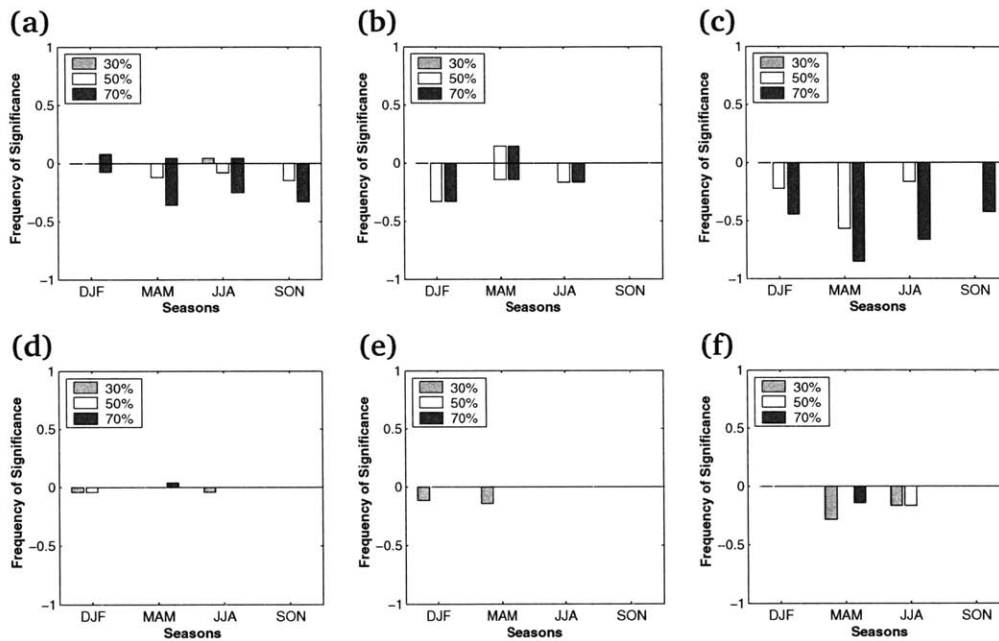 (a)
1
30%
50%
70%
0.5
0
−0.5
−1
Frequency of Significance
DJF MAM JJA SON
Seasons
(b)
1
30%
50%
70%
0.5
0
−0.5
−1
Frequency of Significance
DJF MAM JJA SON
Seasons
(c)
1
30%
50%
70%
0.5
0
−0.5
−1
Frequency of Significance
DJF MAM JJA SON
Seasons
(d)
1
30%
50%
70%
0.5
0
−0.5
−1
Frequency of Significance
DJF MAM JJA SON
Seasons
(e)
1
30%
50%
70%
0.5
0
−0.5
−1
Frequency of Significance
DJF MAM JJA SON
Seasons
(f)
1
30%
50%
70%
0.5
0
−0.5
−1
Frequency of Significance
DJF MAM JJA SON
Seasons